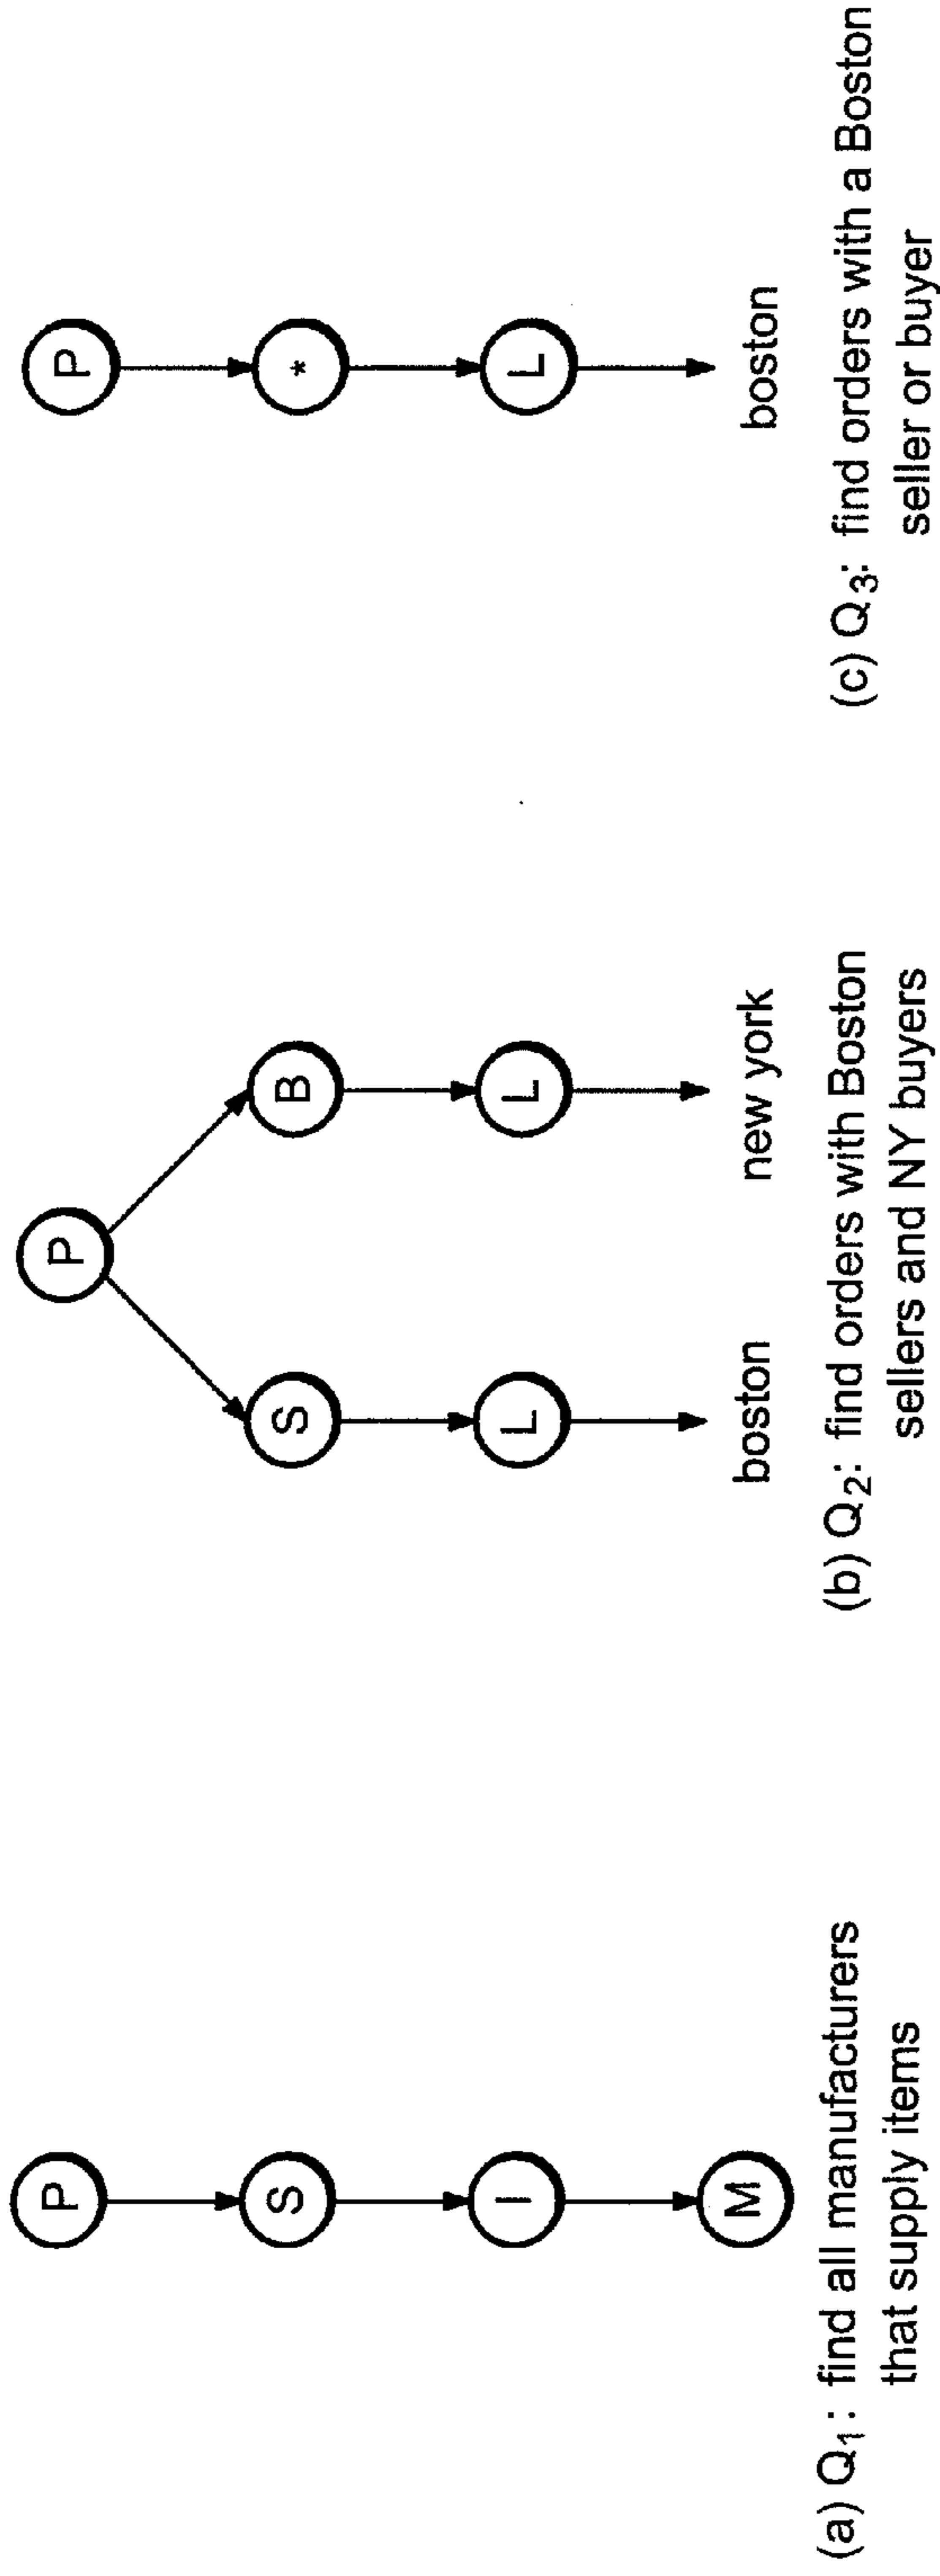 P
S
I
M
(a) Q1 : find all manufacturers
that supply items
P
S
B
L
L
boston
new york
(b) Q2: find orders with Boston
sellers and NY buyers
P
*
L
boston
(c) Q3: find orders with a Boston
seller or buyer